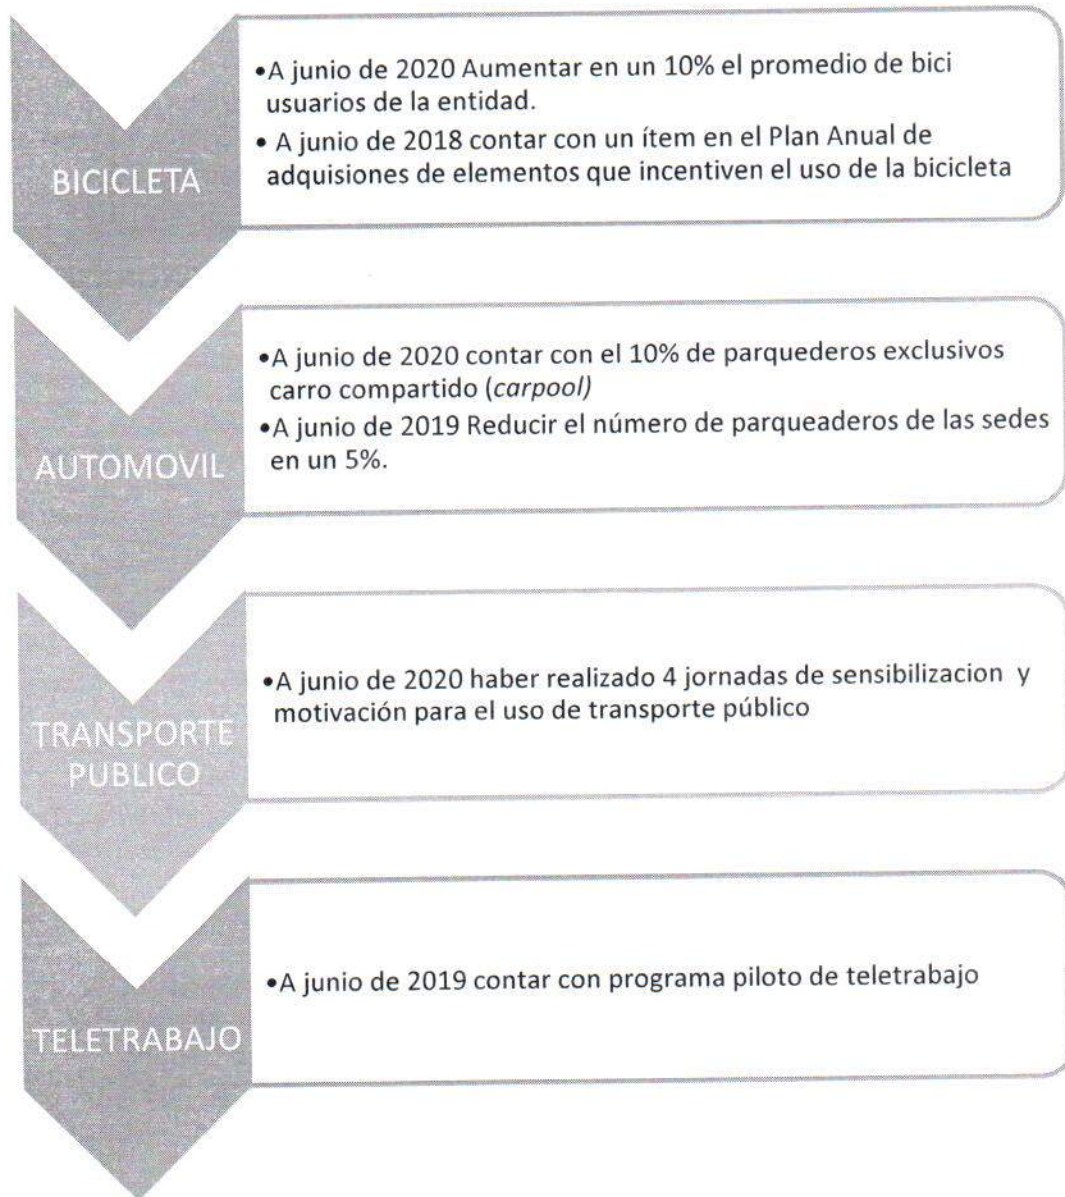 BICICLETA
•A junio de 2020 Aumentar en un 10% el promedio de bici
usuarios de la entidad.
• A junio de 2018 contar con un ítem en el Plan Anual de
adquisiones de elementos que incentiven el uso de la bicicleta
AUTOMOVIL
•A junio de 2020 contar con el 10% de parquederos exclusivos
carro compartido (carpool)
•A junio de 2019 Reducir el número de parqueaderos de las sedes
en un 5%.
TRANSPORTE
PUBLICO
•A junio de 2020 haber realizado 4 jornadas de sensibilizacion y
motivación para el uso de transporte público
TELETRABAJO
•A junio de 2019 contar con programa piloto de teletrabajo